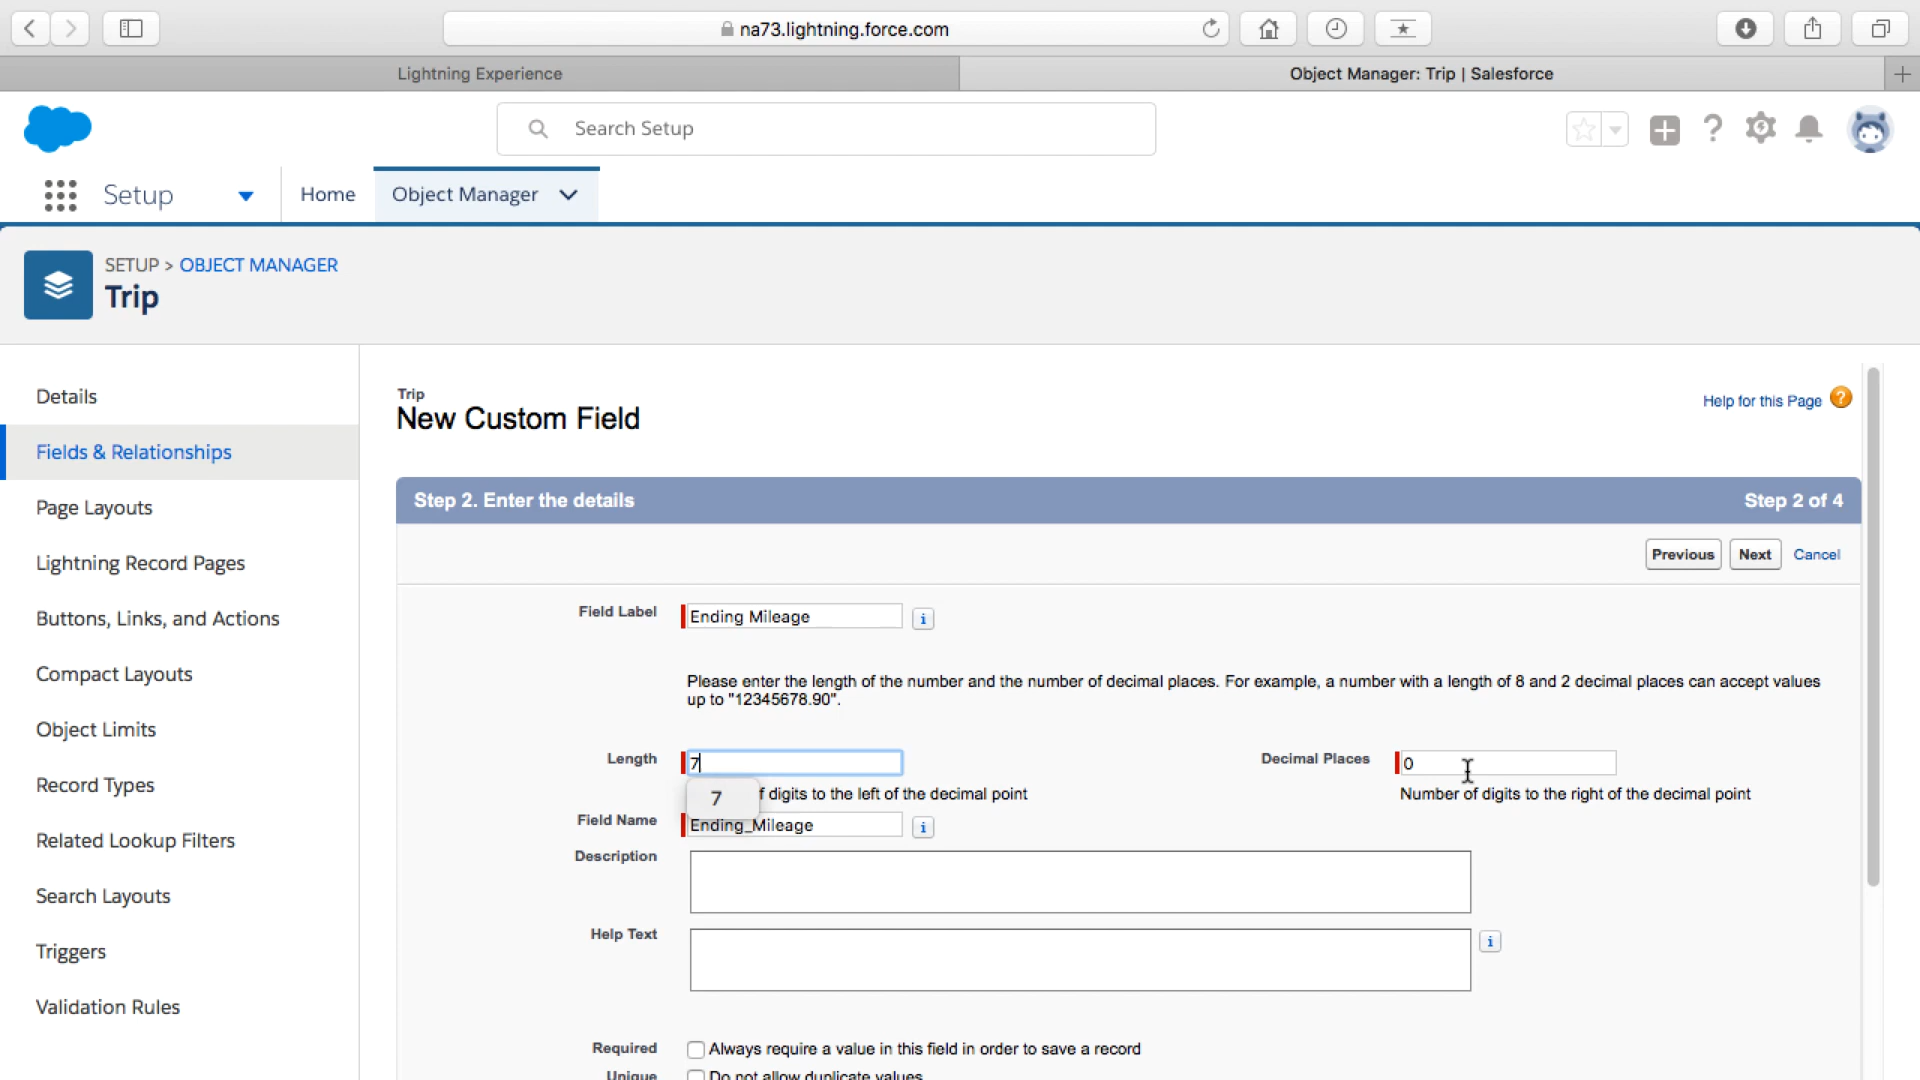 na73.lightning.force.com
Lightning Experience
Object Manager: Trip | Salesforce
Search Setup
Setup
Home
Object Manager
SETUP > OBJECT MANAGER
Trip
Details
Fields & Relationships
Page Layouts
Lightning Record Pages
Buttons, Links, and Actions
Compact Layouts
Object Limits
Record Types
Related Lookup Filters
Search Layouts
Triggers
Validation Rules
Trip
New Custom Field
Help for this Page ?
Step 2. Enter the details
Step 2 of 4
Previous Next Cancel
Field Label Ending Mileage i
Please enter the length of the number and the number of decimal places. For example, a number with a length of 8 and 2 decimal places can accept values
up to "12345678.90".
Length 7
Decimal Places 0
7
f digits to the left of the decimal point
Number of digits to the right of the decimal point
Field Name Ending_Mileage i
Description
Help Text i
Required Always require a value in this field in order to save a record
Unique Do not allow duplicate values